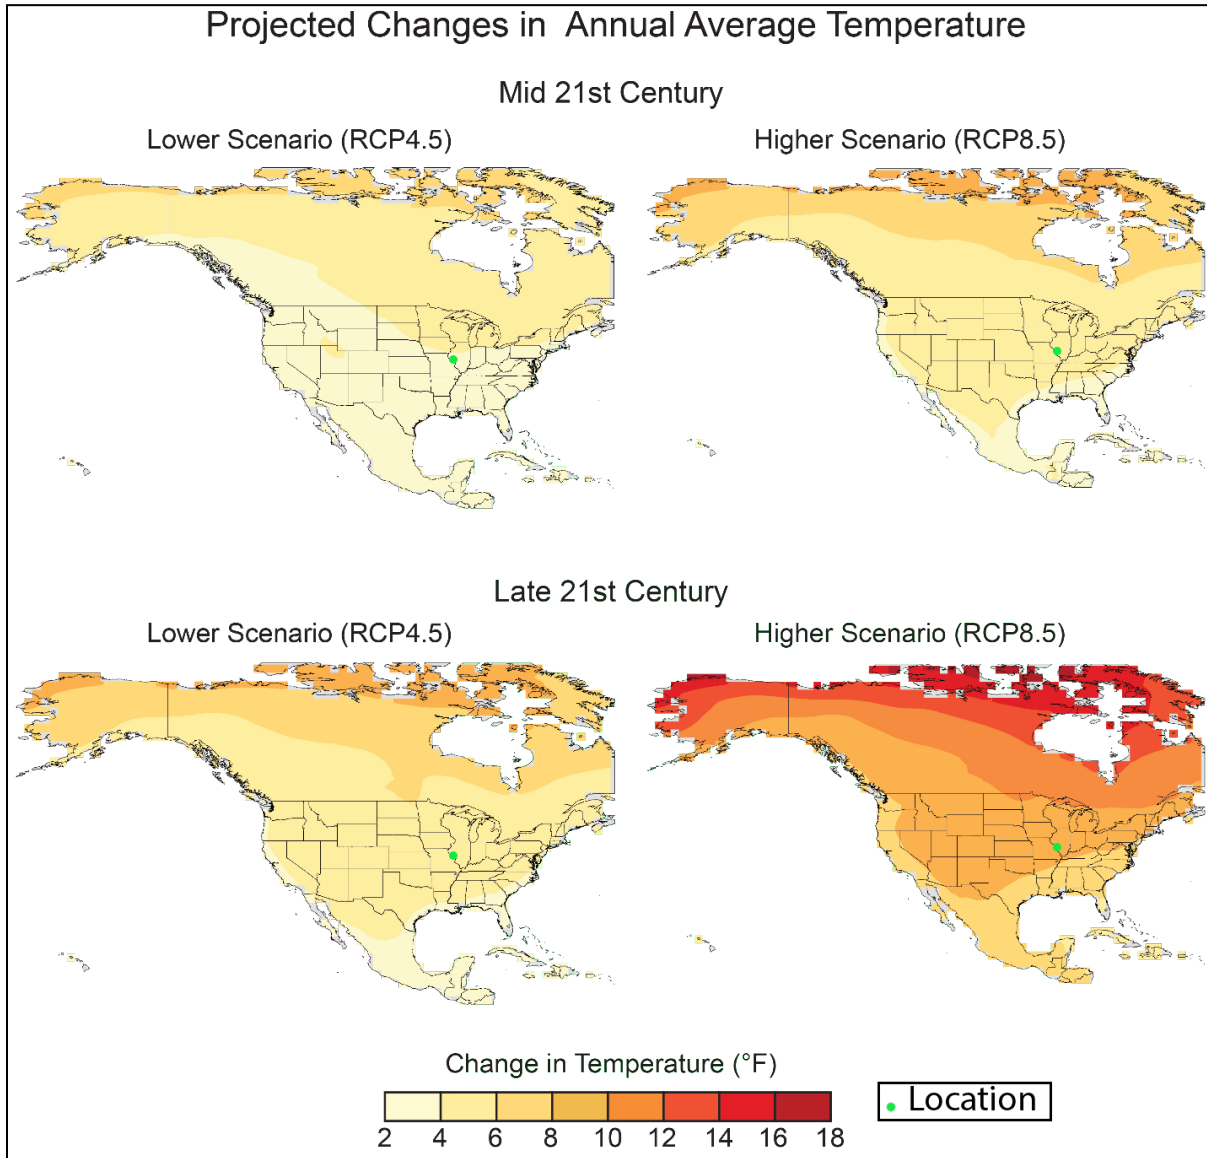 Projected Changes in Annual Average Temperature
Mid 21st Century
Lower Scenario (RCP4.5)
Higher Scenario (RCP8.5)
Late 21st Century
Lower Scenario (RCP4.5)
Higher Scenario (RCP8.5)
Change in Temperature (°F)
2 4 6 8 10 12 14 16 18
Location